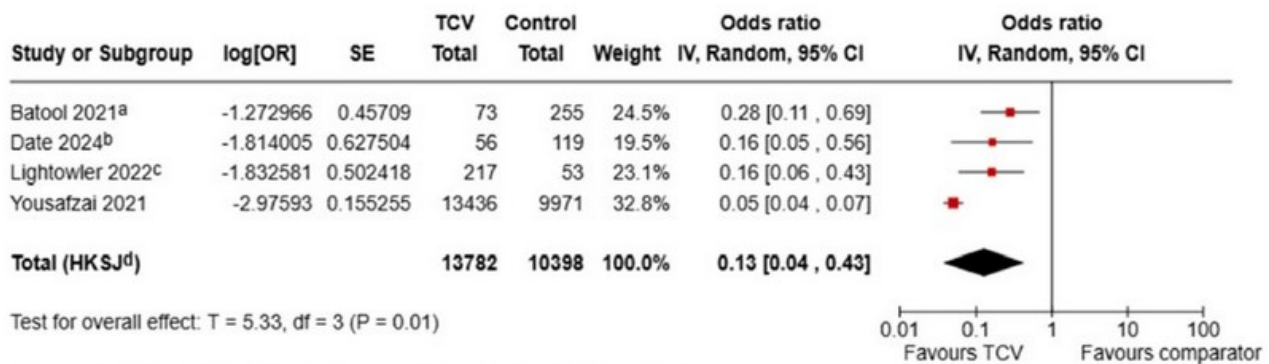 TCV Control Odds ratio Odds ratio
Study or Subgroup log[OR] SE Total Total Weight IV, Random, 95% CI IV, Random, 95% CI
Batool 2021a -1.272966 0.45709 73 255 24.5% 0.28 [0.11 , 0.69]
Date 2024b -1.814005 0.627504 56 119 19.5% 0.16 [0.05 , 0.56]
Lightowler 2022c -1.832581 0.502418 217 53 23.1% 0.16 [0.06 , 0.43]
Yousafzai 2021 -2.97593 0.155255 13436 9971 32.8% 0.05 [0.04 , 0.07]
Total (HKSJd) 13782 10398 100.0% 0.13 [0.04 , 0.43]
Test for overall effect: T = 5.33, df = 3 (P = 0.01)
0.01 0.1 1 10 100
Favours TCV Favours comparator